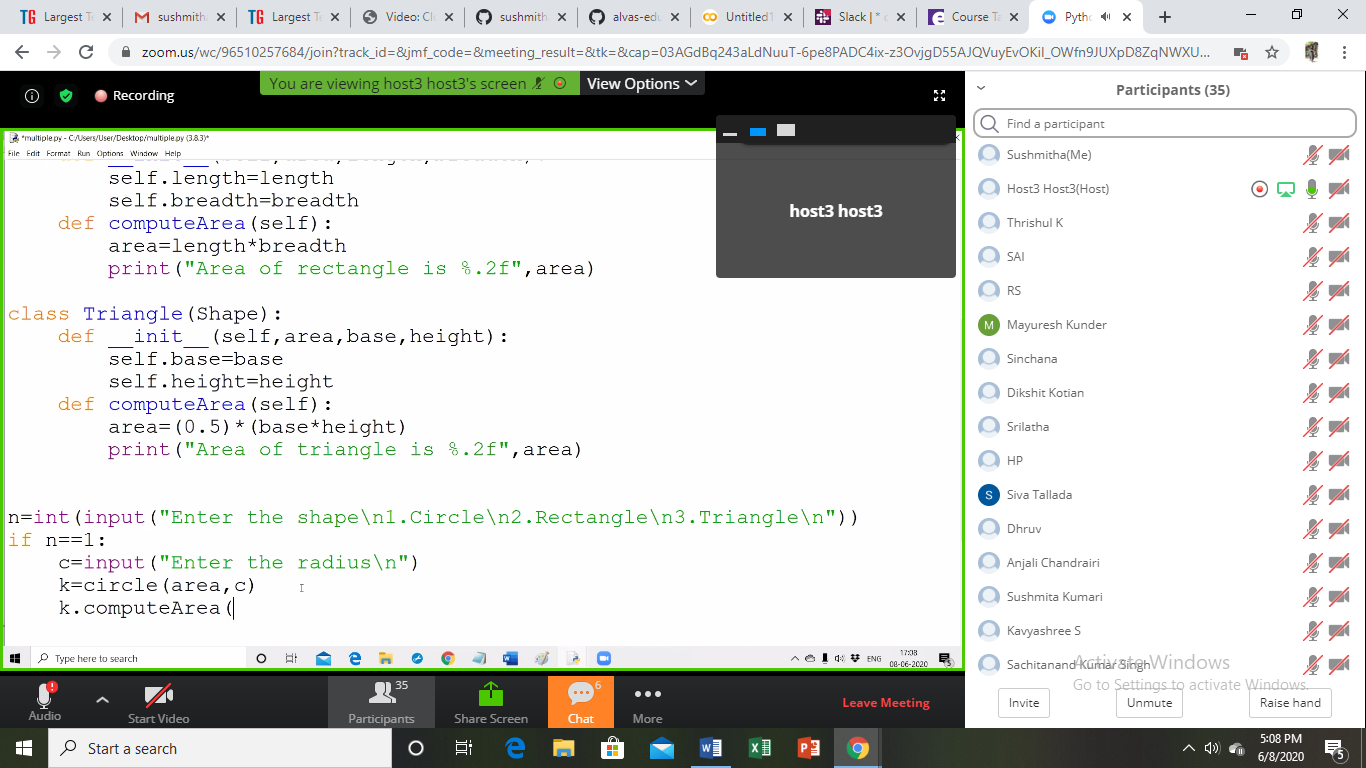 Largest Te
sushmith
Largest Te
Video: Cl
sushmith
alvas-edu
Untitled1
Slack | * c
Course Ta
Pytho
zoom.us/wc/96510257684/join?track_id=&jmf_code=&meeting_result=&tk=&cap=03AGdBq243aLdNuuT-6pe8PADC4ix-z3OvjgD55AJQVuyEvOKil_OWfn9JUXpD8ZqNWXU...
Recording
You are viewing host3 host3's screen
View Options
*multiple.py - C:/Users/User/Desktop/multiple.py (3.8.3)*
File Edit Format Run Options Window Help
self.length=length
self.breadth=breadth
def computeArea(self):
area=length*breadth
print("Area of rectangle is %.2f",area)
class Triangle(Shape):
def __init__(self,area,base,height):
self.base=base
self.height=height
def computeArea(self):
area=(0.5)*(base*height)
print("Area of triangle is %.2f",area)
n=int(input("Enter the shape\n1.Circle\n2.Rectangle\n3.Triangle\n"))
if n==1:
c=input("Enter the radius\n")
k=circle(area,c)
k.computeArea(
host3 host3
Type here to search
ENG
17:08
08-06-2020
5
Participants (35)
Find a participant
Sushmitha(Me)
Host3 Host3(Host)
Thrishul K
SAI
RS
M Mayuresh Kunder
Sinchana
Dikshit Kotian
Srilatha
HP
S Siva Tallada
Dhruv
Anjali Chandrairi
Sushmita Kumari
Kavyashree S
Sachitanand Kumar Singh
Activate Windows
Go to Settings to activate Windows.
Invite
Unmute
Raise hand
Audio
Start Video
35
Participants
Share Screen
6
Chat
More
Leave Meeting
Start a search
5:08 PM
6/8/2020
5